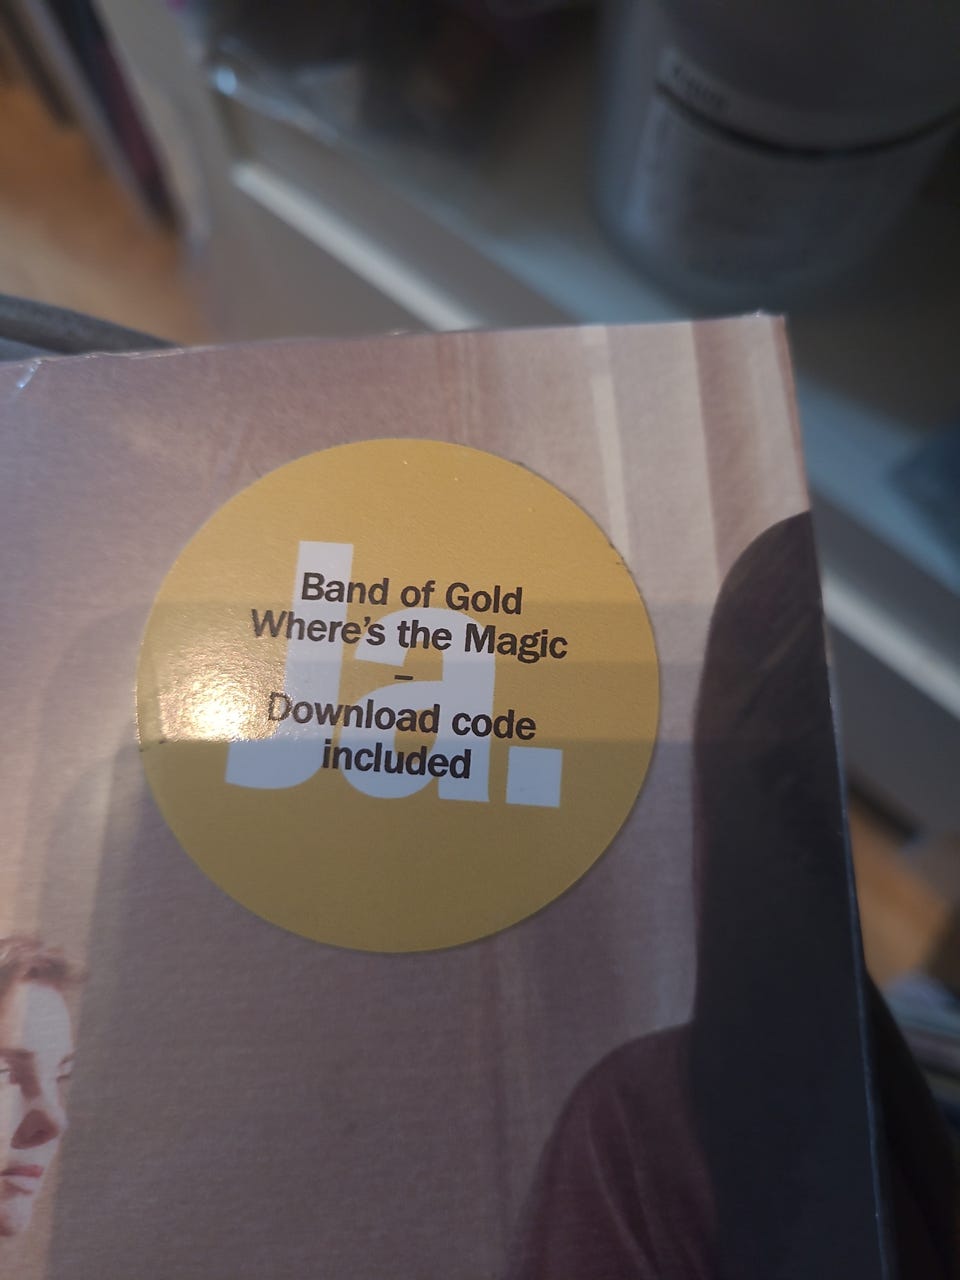 Ja.
Band of Gold
Where's the Magic
–
Download code
included